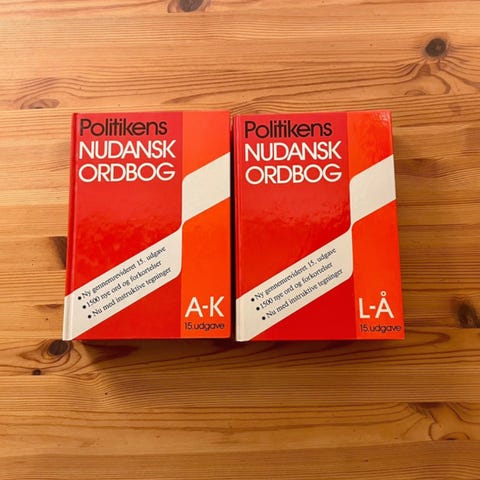 Politikens
NUDANSK
ORDBOG
• Ny gennemrevideret 15. udgave
• 1500 nye ord og forkortelser
• Nu med instruktive tegninger
A-K
15. udgave
Politikens
NUDANSK
ORDBOG
• Ny gennemrevideret 15. udgave
• 1500 nye ord og forkortelser
• Nu med instruktive tegninger
L-Å
15. udgave